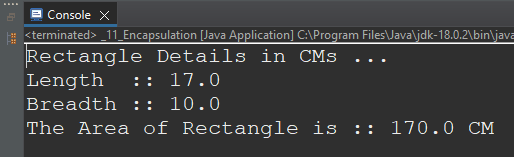 Console
<terminated> _11_Encapsulation [Java Application] C:\Program Files\Java\jdk-18.0.2\bin\java
Rectangle Details in CMs ...
Length  :: 17.0
Breadth :: 10.0
The Area of Rectangle is :: 170.0 CM